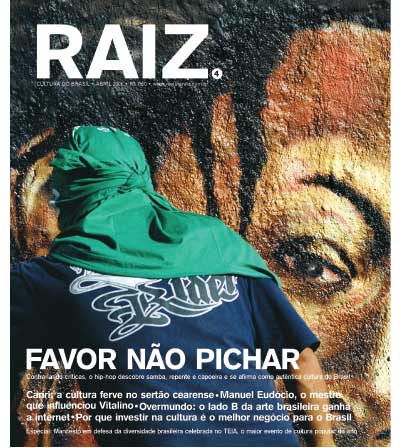 RAIZ.
4
CULTURA DO BRASIL • ABRIL
FAVOR NÃO PICHAR
Contrariando críticas, o hip-hop descobre samba, repente e capoeira e se afirma como autêntica cultura do Brasil
Cariri: a cultura ferve no sertão cearense • Manuel Eudócio, o mestre
que influenciou Vitalino • Overmundo: o lado B da arte brasileira ganha
a internet • Por que investir na cultura é o melhor negócio para o Brasil
Especial: Manifesto em defesa da diversidade brasileira celebrada no TEIA, o maior evento de cultura popular do ano